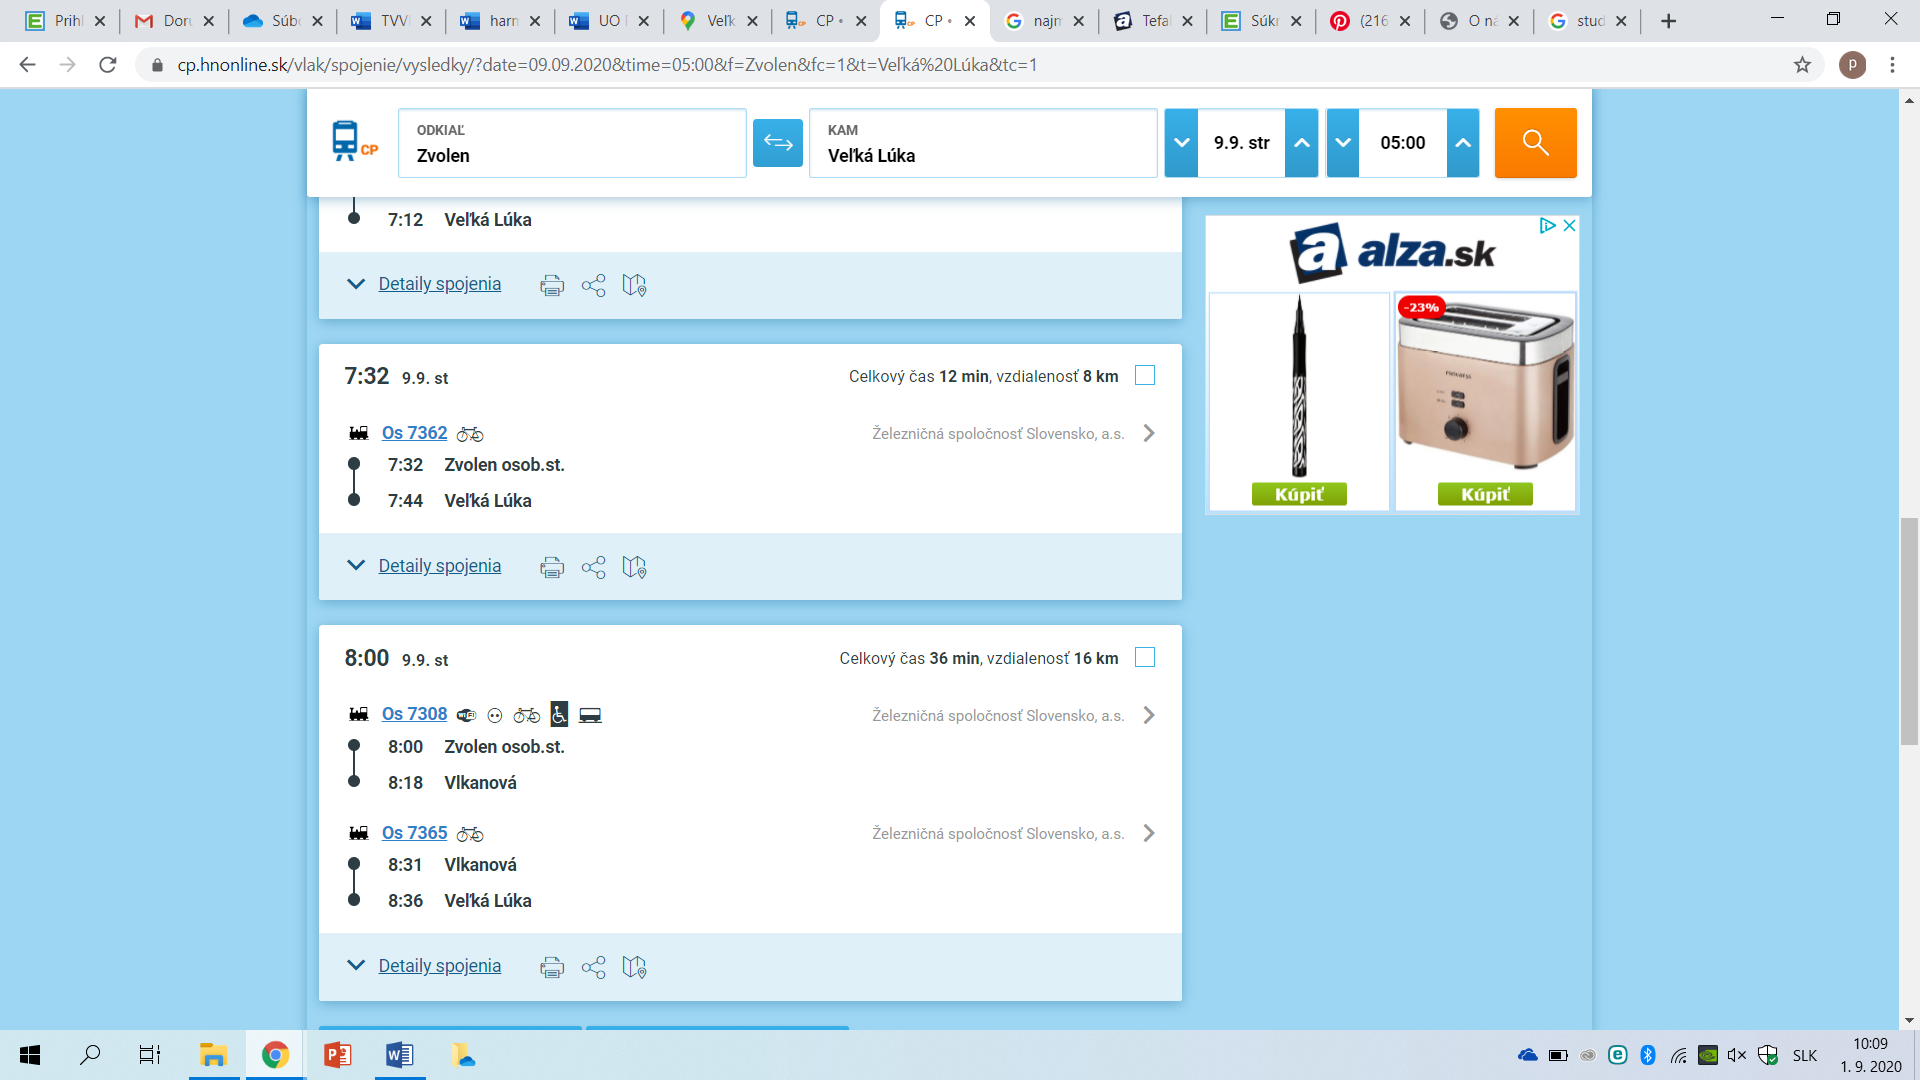 Prihl
Doru
Súbo
TVVI
harm
UO I
Veľk
CP •
CP •
najm
Tefal
Súkr
(216
O ná
stud
cp.hnonline.sk/vlak/spojenie/vysledky/?date=09.09.2020&time=05:00&f=Zvolen&fc=1&t=Veľká%20Lúka&tc=1
p
CP
ODKIAĽ
Zvolen
KAM
Veľká Lúka
9.9. str
05:00
7:12 Veľká Lúka
Detaily spojenia
alza.sk
-23%
PRINCESS
Kúpiť
Kúpiť
7:32 9.9. st
Celkový čas 12 min, vzdialenosť 8 km
Os 7362
Železničná spoločnosť Slovensko, a.s.
7:32 Zvolen osob.st.
7:44 Veľká Lúka
Detaily spojenia
8:00 9.9. st
Celkový čas 36 min, vzdialenosť 16 km
Os 7308
Železničná spoločnosť Slovensko, a.s.
8:00 Zvolen osob.st.
8:18 Vlkanová
Os 7365
Železničná spoločnosť Slovensko, a.s.
8:31 Vlkanová
8:36 Veľká Lúka
Detaily spojenia
SLK
10:09
1. 9. 2020